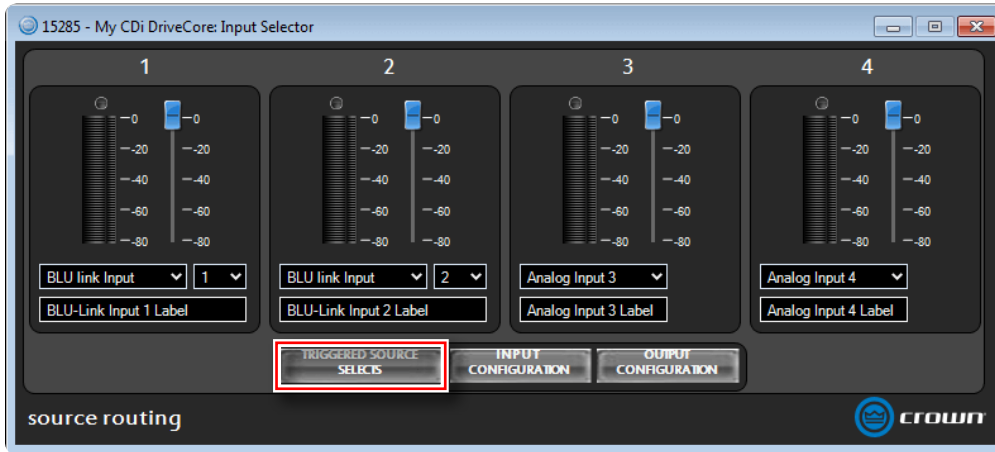 15285 - My CDi DriveCore: Input Selector
1 2 3 4
0 0 0 0 0 0 0 0
-20 -20 -20 -20 -20 -20 -20 -20
-40 -40 -40 -40 -40 -40 -40 -40
-60 -60 -60 -60 -60 -60 -60 -60
-80 -80 -80 -80 -80 -80 -80 -80
BLU link Input 1 BLU link Input 2 Analog Input 3 Analog Input 4
BLU-Link Input 1 Label BLU-Link Input 2 Label Analog Input 3 Label Analog Input 4 Label
TRIGGERED SOURCE INPUT OUTPUT
SELECTS CONFIGURATION CONFIGURATION
source routing crown